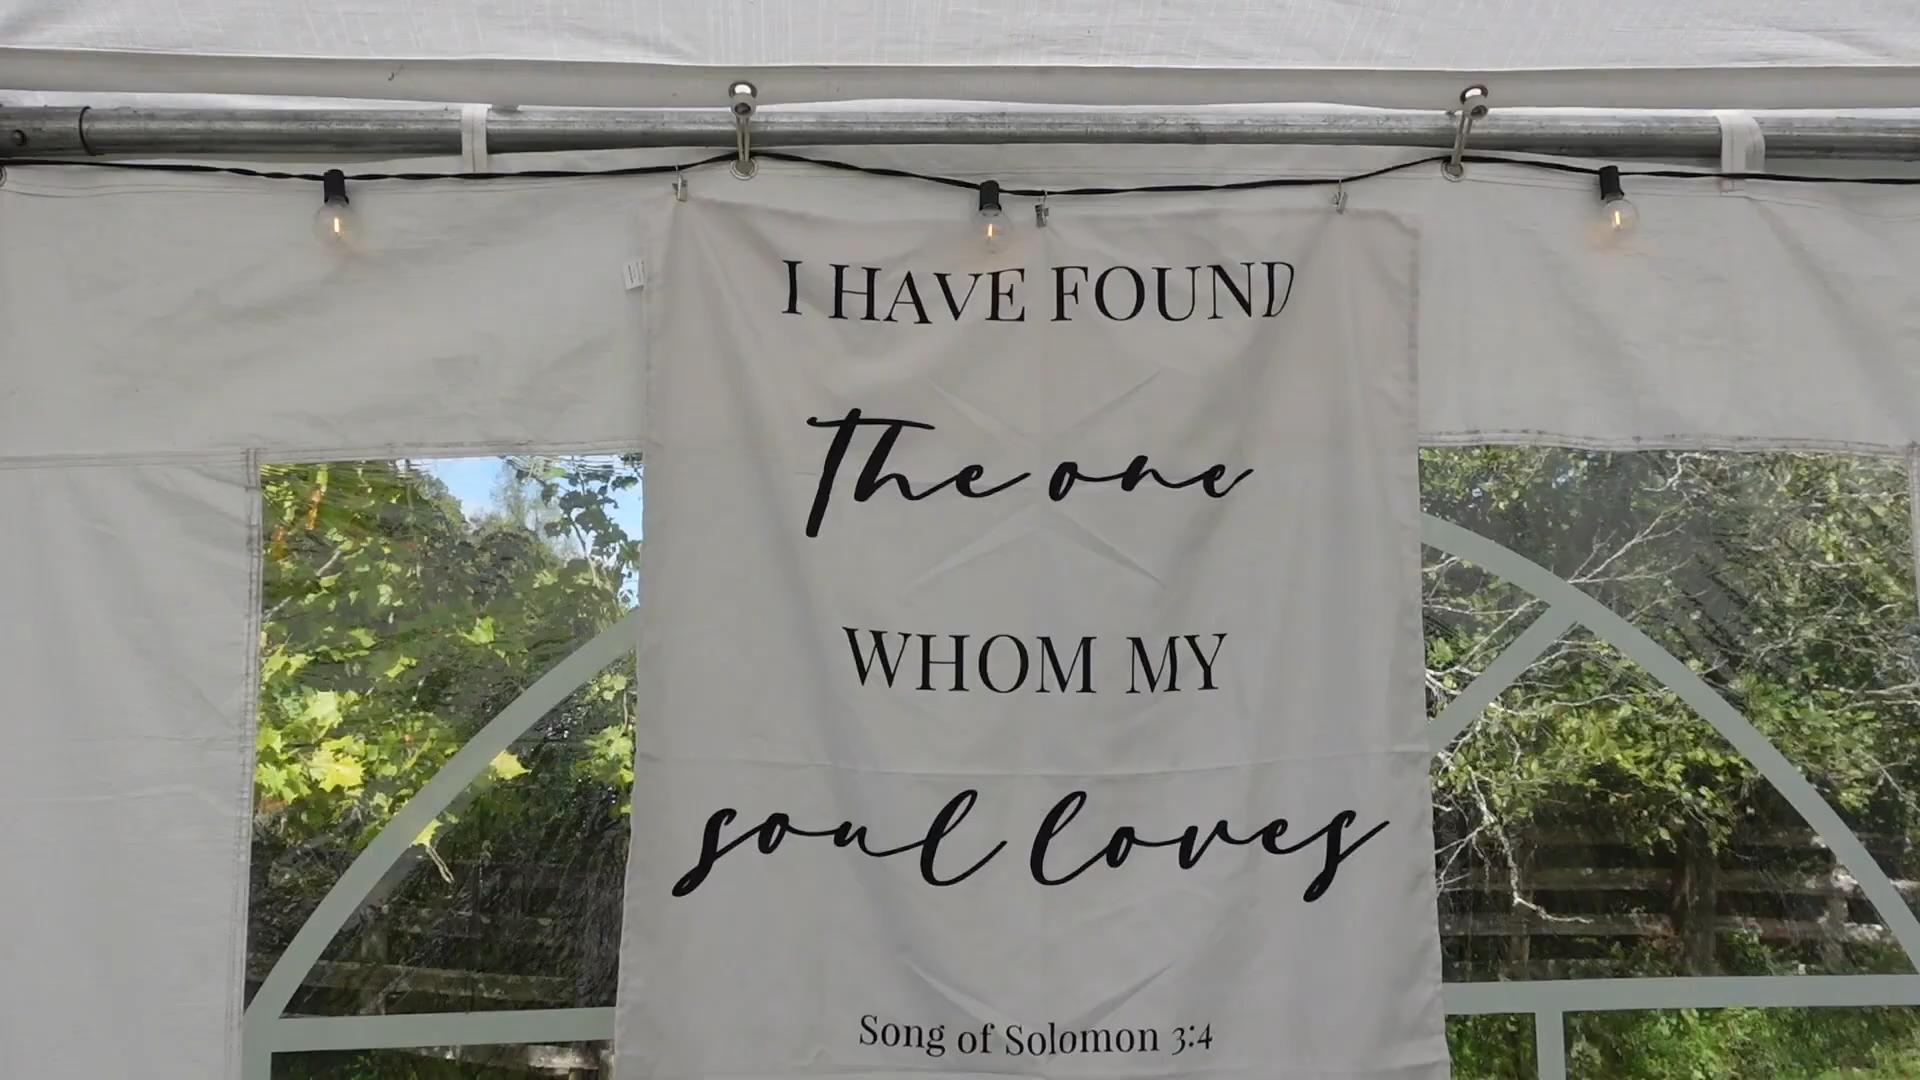 I HAVE FOUND
The one
WHOM MY
soul loves
Song of Solomon 3:4